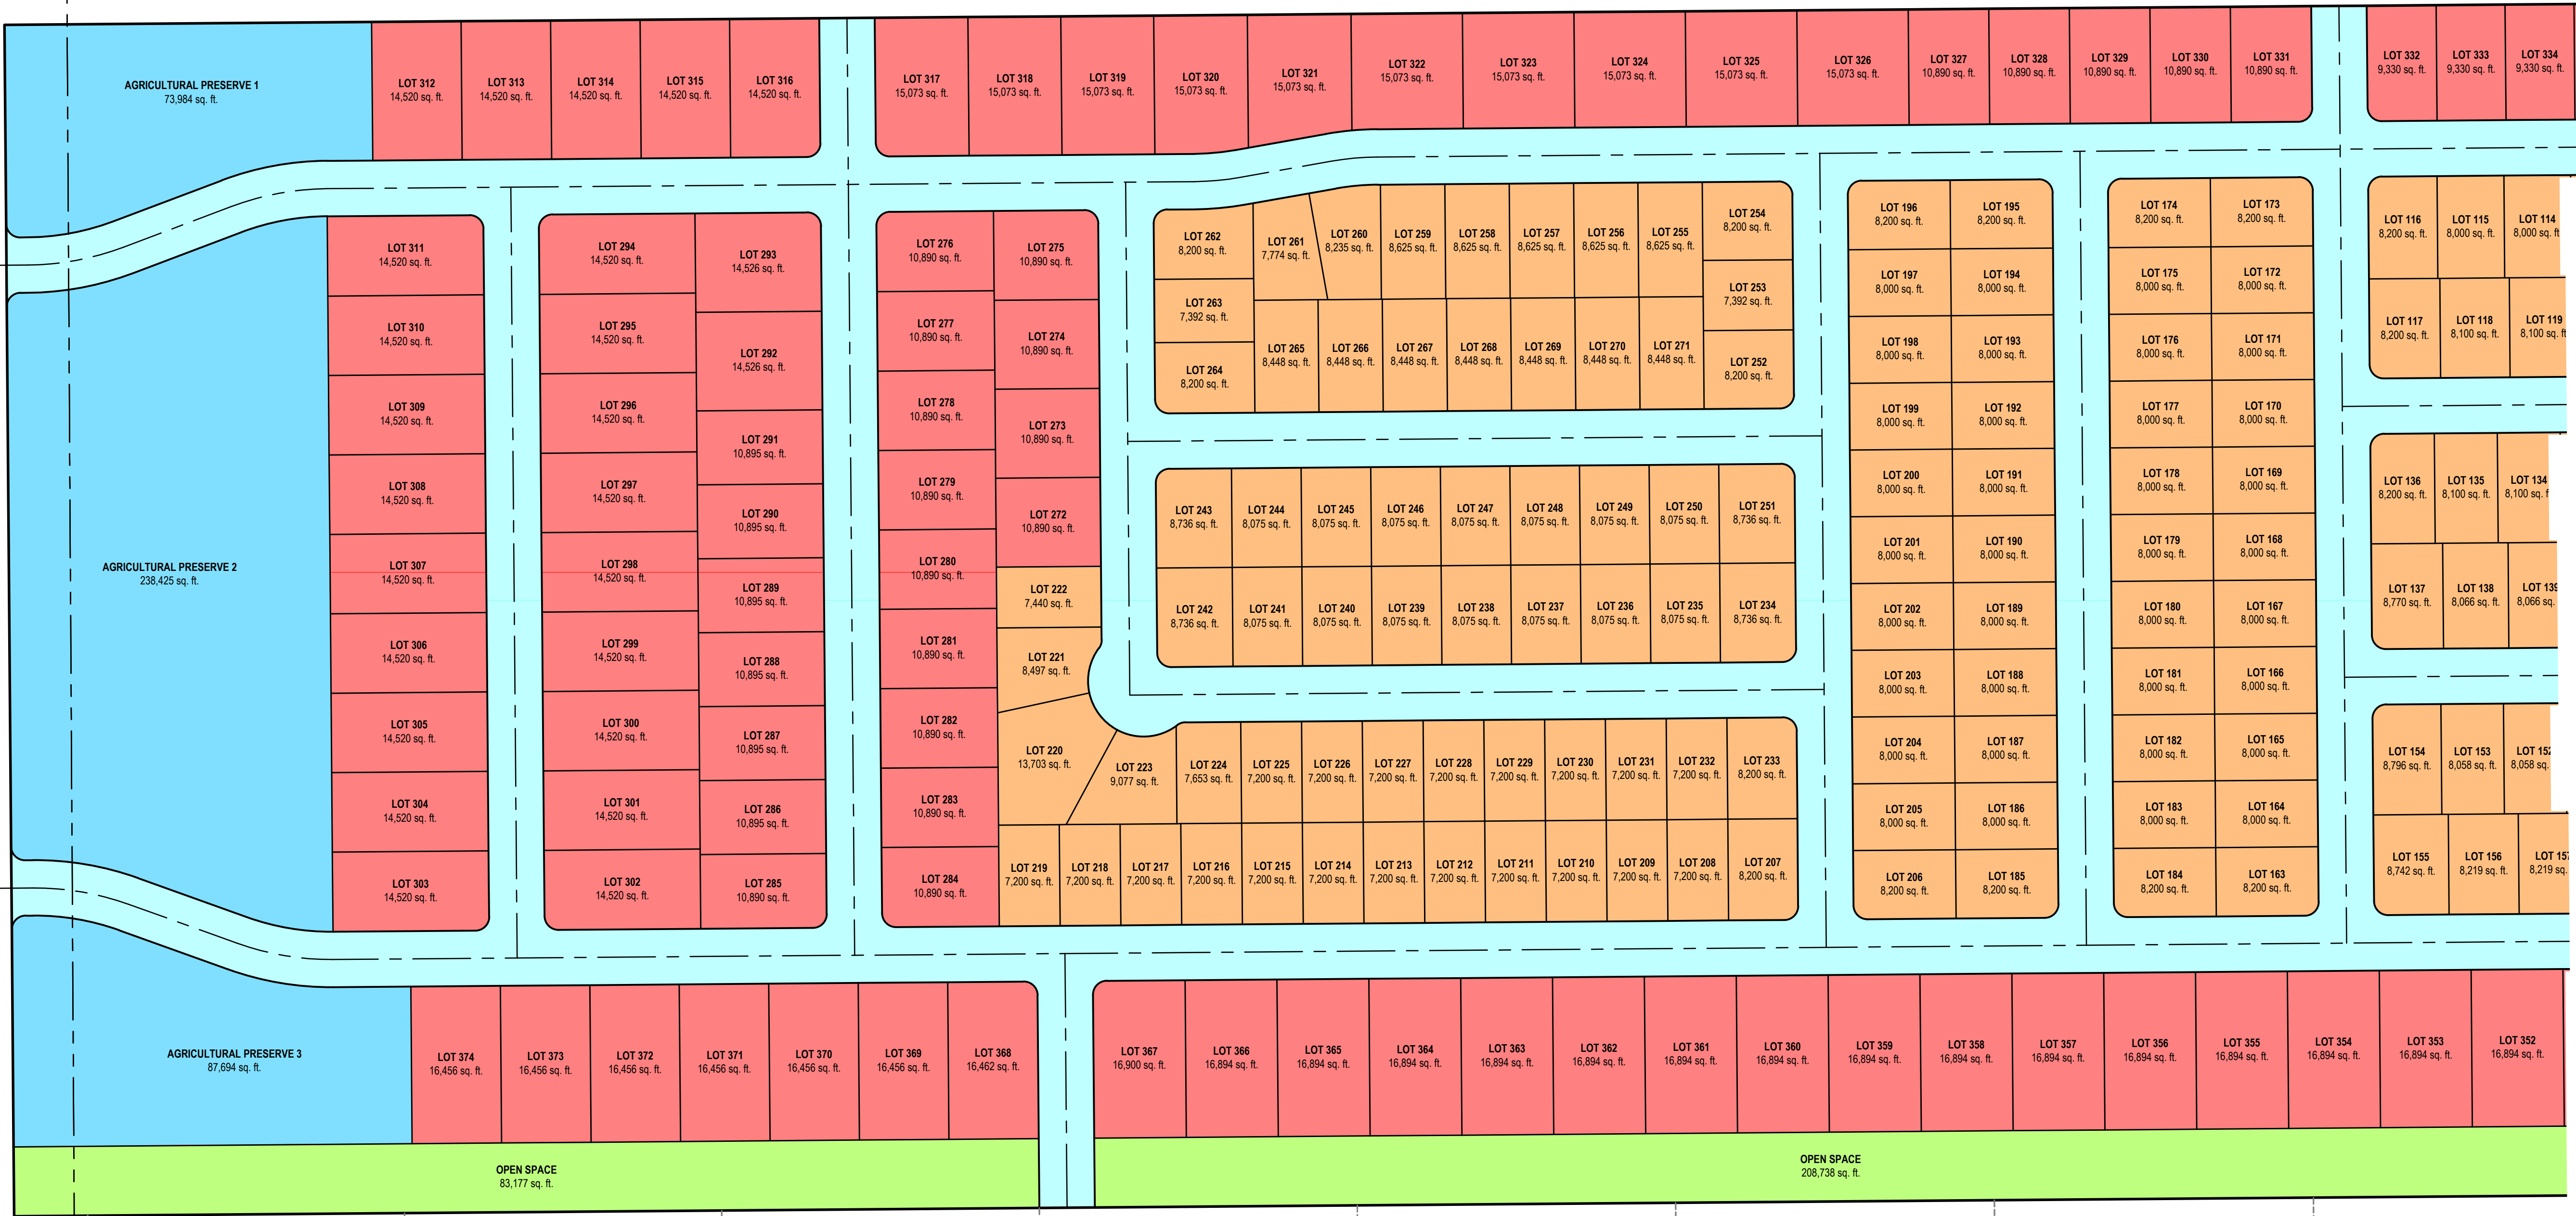 AGRICULTURAL PRESERVE 1
73,984 sq. ft.
LOT 312
14,520 sq. ft.
LOT 313
14,520 sq. ft.
LOT 314
14,520 sq. ft.
LOT 315
14,520 sq. ft.
LOT 316
14,520 sq. ft.
LOT 317
15,073 sq. ft.
LOT 318
15,073 sq. ft.
LOT 319
15,073 sq. ft.
LOT 320
15,073 sq. ft.
LOT 321
15,073 sq. ft.
LOT 322
15,073 sq. ft.
LOT 323
15,073 sq. ft.
LOT 324
15,073 sq. ft.
LOT 325
15,073 sq. ft.
LOT 326
15,073 sq. ft.
LOT 327
10,890 sq. ft.
LOT 328
10,890 sq. ft.
LOT 329
10,890 sq. ft.
LOT 330
10,890 sq. ft.
LOT 331
10,890 sq. ft.
LOT 332
9,330 sq. ft.
LOT 333
9,330 sq. ft.
LOT 334
9,330 sq. ft.
AGRICULTURAL PRESERVE 2
238,425 sq. ft.
LOT 311
14,520 sq. ft.
LOT 310
14,520 sq. ft.
LOT 309
14,520 sq. ft.
LOT 308
14,520 sq. ft.
LOT 307
14,520 sq. ft.
LOT 306
14,520 sq. ft.
LOT 305
14,520 sq. ft.
LOT 304
14,520 sq. ft.
LOT 303
14,520 sq. ft.
LOT 294
14,520 sq. ft.
LOT 295
14,520 sq. ft.
LOT 296
14,520 sq. ft.
LOT 297
14,520 sq. ft.
LOT 298
14,520 sq. ft.
LOT 299
14,520 sq. ft.
LOT 300
14,520 sq. ft.
LOT 301
14,520 sq. ft.
LOT 302
14,520 sq. ft.
LOT 293
14,526 sq. ft.
LOT 292
14,526 sq. ft.
LOT 291
10,895 sq. ft.
LOT 290
10,895 sq. ft.
LOT 289
10,895 sq. ft.
LOT 288
10,895 sq. ft.
LOT 287
10,895 sq. ft.
LOT 286
10,895 sq. ft.
LOT 285
10,890 sq. ft.
LOT 276
10,890 sq. ft.
LOT 277
10,890 sq. ft.
LOT 278
10,890 sq. ft.
LOT 279
10,890 sq. ft.
LOT 280
10,890 sq. ft.
LOT 281
10,890 sq. ft.
LOT 282
10,890 sq. ft.
LOT 283
10,890 sq. ft.
LOT 284
10,890 sq. ft.
LOT 275
10,890 sq. ft.
LOT 274
10,890 sq. ft.
LOT 273
10,890 sq. ft.
LOT 272
10,890 sq. ft.
LOT 222
7,440 sq. ft.
LOT 221
8,497 sq. ft.
LOT 220
13,703 sq. ft.
LOT 262
8,200 sq. ft.
LOT 263
7,392 sq. ft.
LOT 264
8,200 sq. ft.
LOT 261
7,774 sq. ft.
LOT 260
8,235 sq. ft.
LOT 259
8,625 sq. ft.
LOT 258
8,625 sq. ft.
LOT 257
8,625 sq. ft.
LOT 256
8,625 sq. ft.
LOT 255
8,625 sq. ft.
LOT 254
8,200 sq. ft.
LOT 253
7,392 sq. ft.
LOT 252
8,200 sq. ft.
LOT 265
8,448 sq. ft.
LOT 266
8,448 sq. ft.
LOT 267
8,448 sq. ft.
LOT 268
8,448 sq. ft.
LOT 269
8,448 sq. ft.
LOT 270
8,448 sq. ft.
LOT 271
8,448 sq. ft.
LOT 243
8,736 sq. ft.
LOT 244
8,075 sq. ft.
LOT 245
8,075 sq. ft.
LOT 246
8,075 sq. ft.
LOT 247
8,075 sq. ft.
LOT 248
8,075 sq. ft.
LOT 249
8,075 sq. ft.
LOT 250
8,075 sq. ft.
LOT 251
8,736 sq. ft.
LOT 242
8,736 sq. ft.
LOT 241
8,075 sq. ft.
LOT 240
8,075 sq. ft.
LOT 239
8,075 sq. ft.
LOT 238
8,075 sq. ft.
LOT 237
8,075 sq. ft.
LOT 236
8,075 sq. ft.
LOT 235
8,075 sq. ft.
LOT 234
8,736 sq. ft.
LOT 223
9,077 sq. ft.
LOT 224
7,653 sq. ft.
LOT 225
7,200 sq. ft.
LOT 226
7,200 sq. ft.
LOT 227
7,200 sq. ft.
LOT 228
7,200 sq. ft.
LOT 229
7,200 sq. ft.
LOT 230
7,200 sq. ft.
LOT 231
7,200 sq. ft.
LOT 232
7,200 sq. ft.
LOT 233
8,200 sq. ft.
LOT 219
7,200 sq. ft.
LOT 218
7,200 sq. ft.
LOT 217
7,200 sq. ft.
LOT 216
7,200 sq. ft.
LOT 215
7,200 sq. ft.
LOT 214
7,200 sq. ft.
LOT 213
7,200 sq. ft.
LOT 212
7,200 sq. ft.
LOT 211
7,200 sq. ft.
LOT 210
7,200 sq. ft.
LOT 209
7,200 sq. ft.
LOT 208
7,200 sq. ft.
LOT 207
8,200 sq. ft.
LOT 196
8,200 sq. ft.
LOT 197
8,000 sq. ft.
LOT 198
8,000 sq. ft.
LOT 199
8,000 sq. ft.
LOT 200
8,000 sq. ft.
LOT 201
8,000 sq. ft.
LOT 202
8,000 sq. ft.
LOT 203
8,000 sq. ft.
LOT 204
8,000 sq. ft.
LOT 205
8,000 sq. ft.
LOT 206
8,200 sq. ft.
LOT 195
8,200 sq. ft.
LOT 194
8,000 sq. ft.
LOT 193
8,000 sq. ft.
LOT 192
8,000 sq. ft.
LOT 191
8,000 sq. ft.
LOT 190
8,000 sq. ft.
LOT 189
8,000 sq. ft.
LOT 188
8,000 sq. ft.
LOT 187
8,000 sq. ft.
LOT 186
8,000 sq. ft.
LOT 185
8,200 sq. ft.
LOT 174
8,200 sq. ft.
LOT 175
8,000 sq. ft.
LOT 176
8,000 sq. ft.
LOT 177
8,000 sq. ft.
LOT 178
8,000 sq. ft.
LOT 179
8,000 sq. ft.
LOT 180
8,000 sq. ft.
LOT 181
8,000 sq. ft.
LOT 182
8,000 sq. ft.
LOT 183
8,000 sq. ft.
LOT 184
8,200 sq. ft.
LOT 173
8,200 sq. ft.
LOT 172
8,000 sq. ft.
LOT 171
8,000 sq. ft.
LOT 170
8,000 sq. ft.
LOT 169
8,000 sq. ft.
LOT 168
8,000 sq. ft.
LOT 167
8,000 sq. ft.
LOT 166
8,000 sq. ft.
LOT 165
8,000 sq. ft.
LOT 164
8,000 sq. ft.
LOT 163
8,200 sq. ft.
LOT 116
8,200 sq. ft.
LOT 115
8,000 sq. ft.
LOT 114
8,000 sq. ft.
LOT 117
8,200 sq. ft.
LOT 118
8,100 sq. ft.
LOT 119
8,100 sq. ft
LOT 136
8,200 sq. ft.
LOT 135
8,100 sq. ft.
LOT 134
8,100 sq. f
LOT 137
8,770 sq. ft.
LOT 138
8,066 sq. ft.
LOT 139
8,066 sq.
LOT 154
8,796 sq. ft.
LOT 153
8,058 sq. ft.
LOT 152
8,058 sq.
LOT 155
8,742 sq. ft.
LOT 156
8,219 sq. ft.
LOT 157
8,219 sq.
AGRICULTURAL PRESERVE 3
87,694 sq. ft.
LOT 374
16,456 sq. ft.
LOT 373
16,456 sq. ft.
LOT 372
16,456 sq. ft.
LOT 371
16,456 sq. ft.
LOT 370
16,456 sq. ft.
LOT 369
16,456 sq. ft.
LOT 368
16,462 sq. ft.
LOT 367
16,900 sq. ft.
LOT 366
16,894 sq. ft.
LOT 365
16,894 sq. ft.
LOT 364
16,894 sq. ft.
LOT 363
16,894 sq. ft.
LOT 362
16,894 sq. ft.
LOT 361
16,894 sq. ft.
LOT 360
16,894 sq. ft.
LOT 359
16,894 sq. ft.
LOT 358
16,894 sq. ft.
LOT 357
16,894 sq. ft.
LOT 356
16,894 sq. ft.
LOT 355
16,894 sq. ft.
LOT 354
16,894 sq. ft.
LOT 353
16,894 sq. ft.
LOT 352
16,894 sq. ft.
OPEN SPACE
83,177 sq. ft.
OPEN SPACE
208,738 sq. ft.